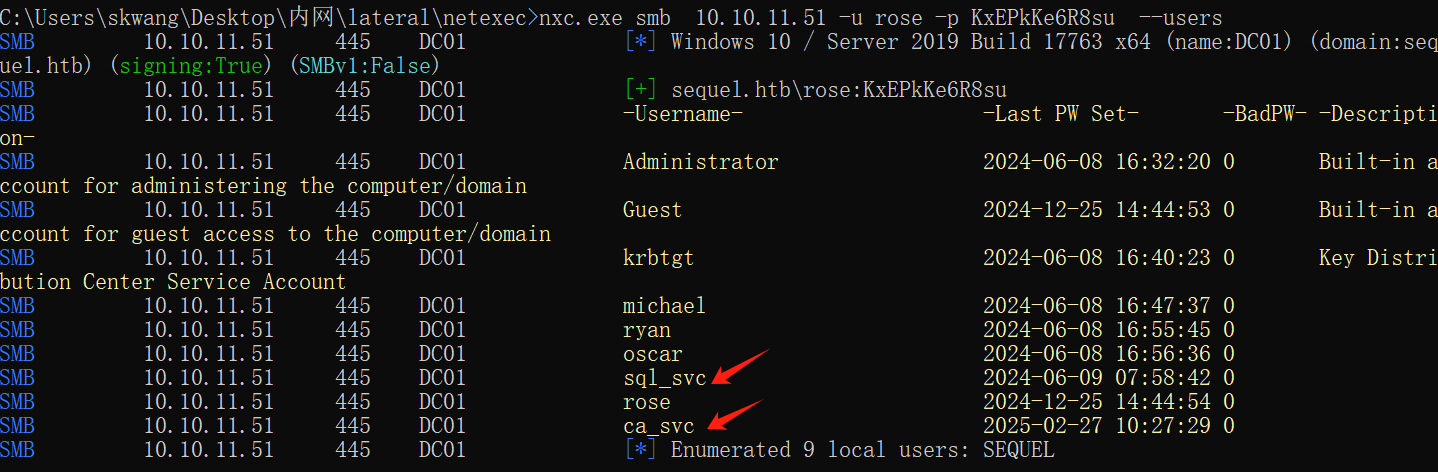 C:\Users\skwang\Desktop\内网\lateral\netexec>nxc.exe smb  10.10.11.51 -u rose -p KxEPkKe6R8su  --users
SMB         10.10.11.51     445    DC01             [*] Windows 10 / Server 2019 Build 17763 x64 (name:DC01) (domain:seq
uel.htb) (signing:True) (SMBv1:False)
SMB         10.10.11.51     445    DC01             [+] sequel.htb\rose:KxEPkKe6R8su
SMB         10.10.11.51     445    DC01             -Username-                    -Last PW Set-       -BadPW- -Descripti
on-
SMB         10.10.11.51     445    DC01             Administrator                 2024-06-08 16:32:20 0       Built-in a
ccount for administering the computer/domain
SMB         10.10.11.51     445    DC01             Guest                         2024-12-25 14:44:53 0       Built-in a
ccount for guest access to the computer/domain
SMB         10.10.11.51     445    DC01             krbtgt                        2024-06-08 16:40:23 0       Key Distri
bution Center Service Account
SMB         10.10.11.51     445    DC01             michael                       2024-06-08 16:47:37 0
SMB         10.10.11.51     445    DC01             ryan                          2024-06-08 16:55:45 0
SMB         10.10.11.51     445    DC01             oscar                         2024-06-08 16:56:36 0
SMB         10.10.11.51     445    DC01             sql_svc                       2024-06-09 07:58:42 0
SMB         10.10.11.51     445    DC01             rose                          2024-12-25 14:44:54 0
SMB         10.10.11.51     445    DC01             ca_svc                        2025-02-27 10:27:29 0
SMB         10.10.11.51     445    DC01             [*] Enumerated 9 local users: SEQUEL